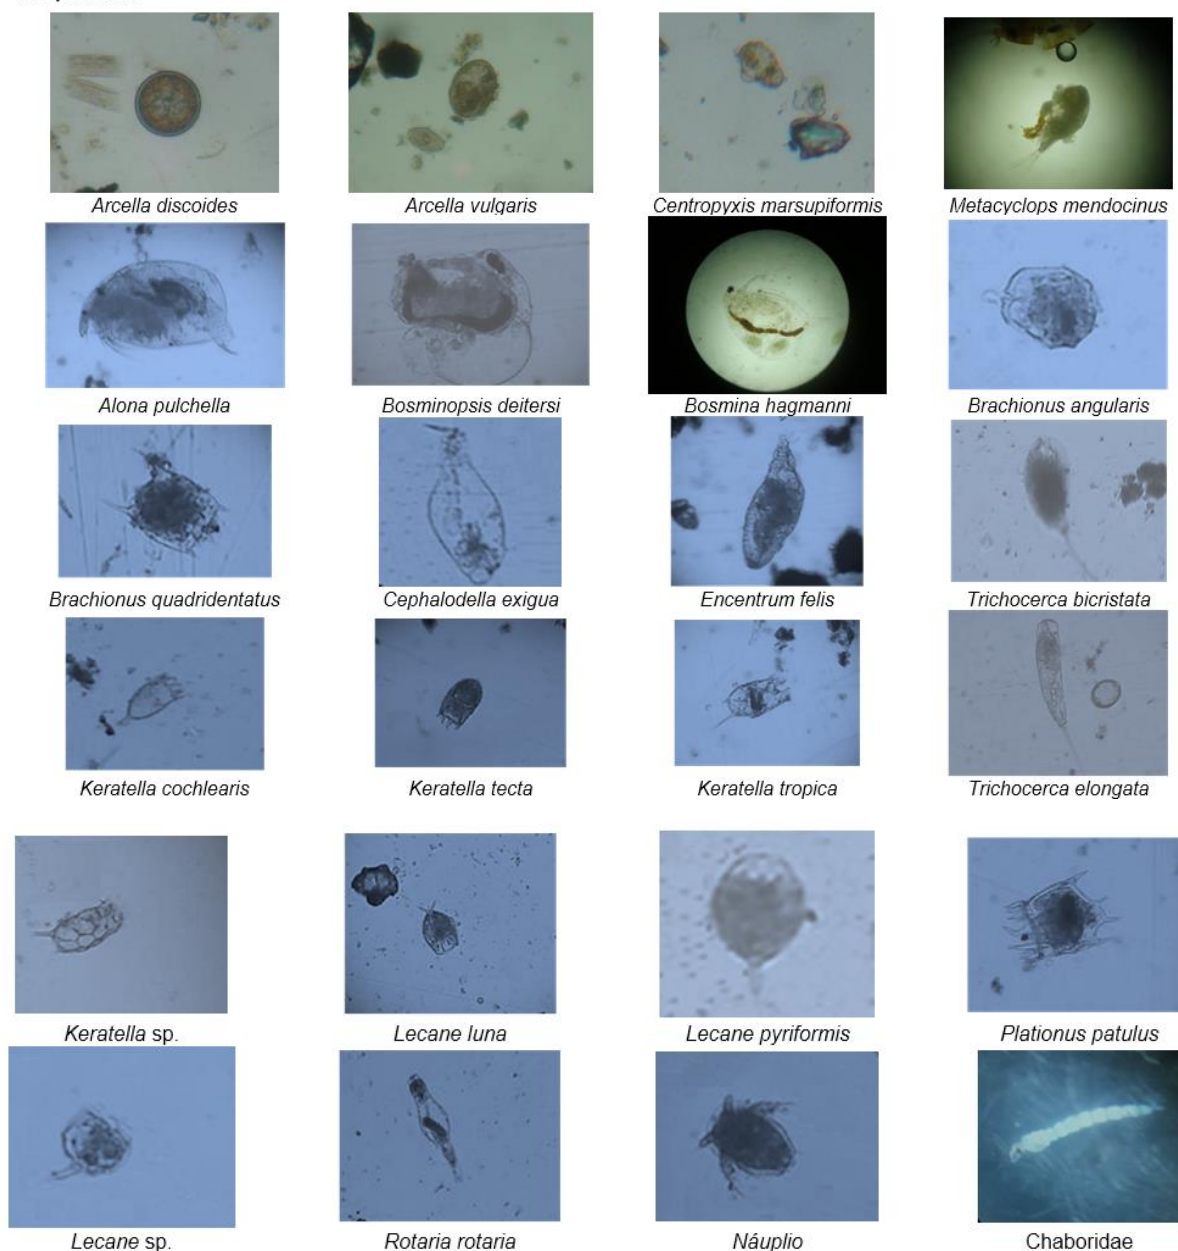 Arcella discoides
Arcella vulgaris
Centropyxis marsupiformis
Metacyclops mendocinus
Alona pulchella
Bosminopsis deitersi
Bosmina hagmanni
Brachionus angularis
Brachionus quadridentatus
Cephalodella exigua
Encentrum felis
Trichocerca bicristata
Keratella cochlearis
Keratella tecta
Keratella tropica
Trichocerca elongata
Keratella sp.
Lecane luna
Lecane pyriformis
Plationus patulus
Lecane sp.
Rotaria rotaria
Náuplio
Chaboridae